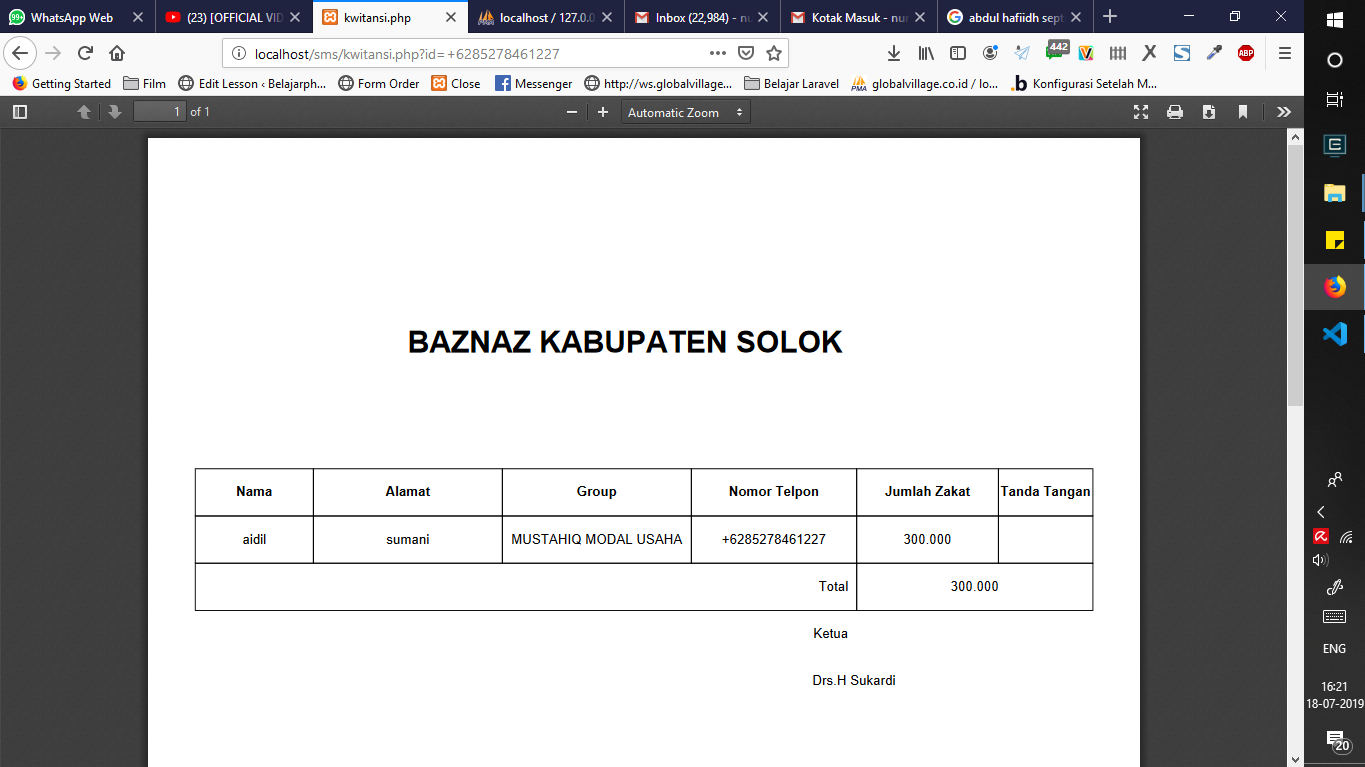 WhatsApp Web
(23) [OFFICIAL VID
kwitansi.php
localhost / 127.0.0
Inbox (22,984) - nu
Kotak Masuk - nur
abdul hafiidh sept
localhost/sms/kwitansi.php?id=+6285278461227
442
ABP
Getting Started
Film
Edit Lesson ‹ Belajarph...
Form Order
Close
Messenger
http://ws.globalvillage...
Belajar Laravel
globalvillage.co.id / lo...
Konfigurasi Setelah M...
1 of 1
Automatic Zoom
BAZNAZ KABUPATEN SOLOK
Nama Alamat Group Nomor Telpon Jumlah Zakat Tanda Tangan
aidil sumani MUSTAHIQ MODAL USAHA +6285278461227 300.000
Total 300.000
Ketua
Drs.H Sukardi
ENG
16:21
18-07-2019
20